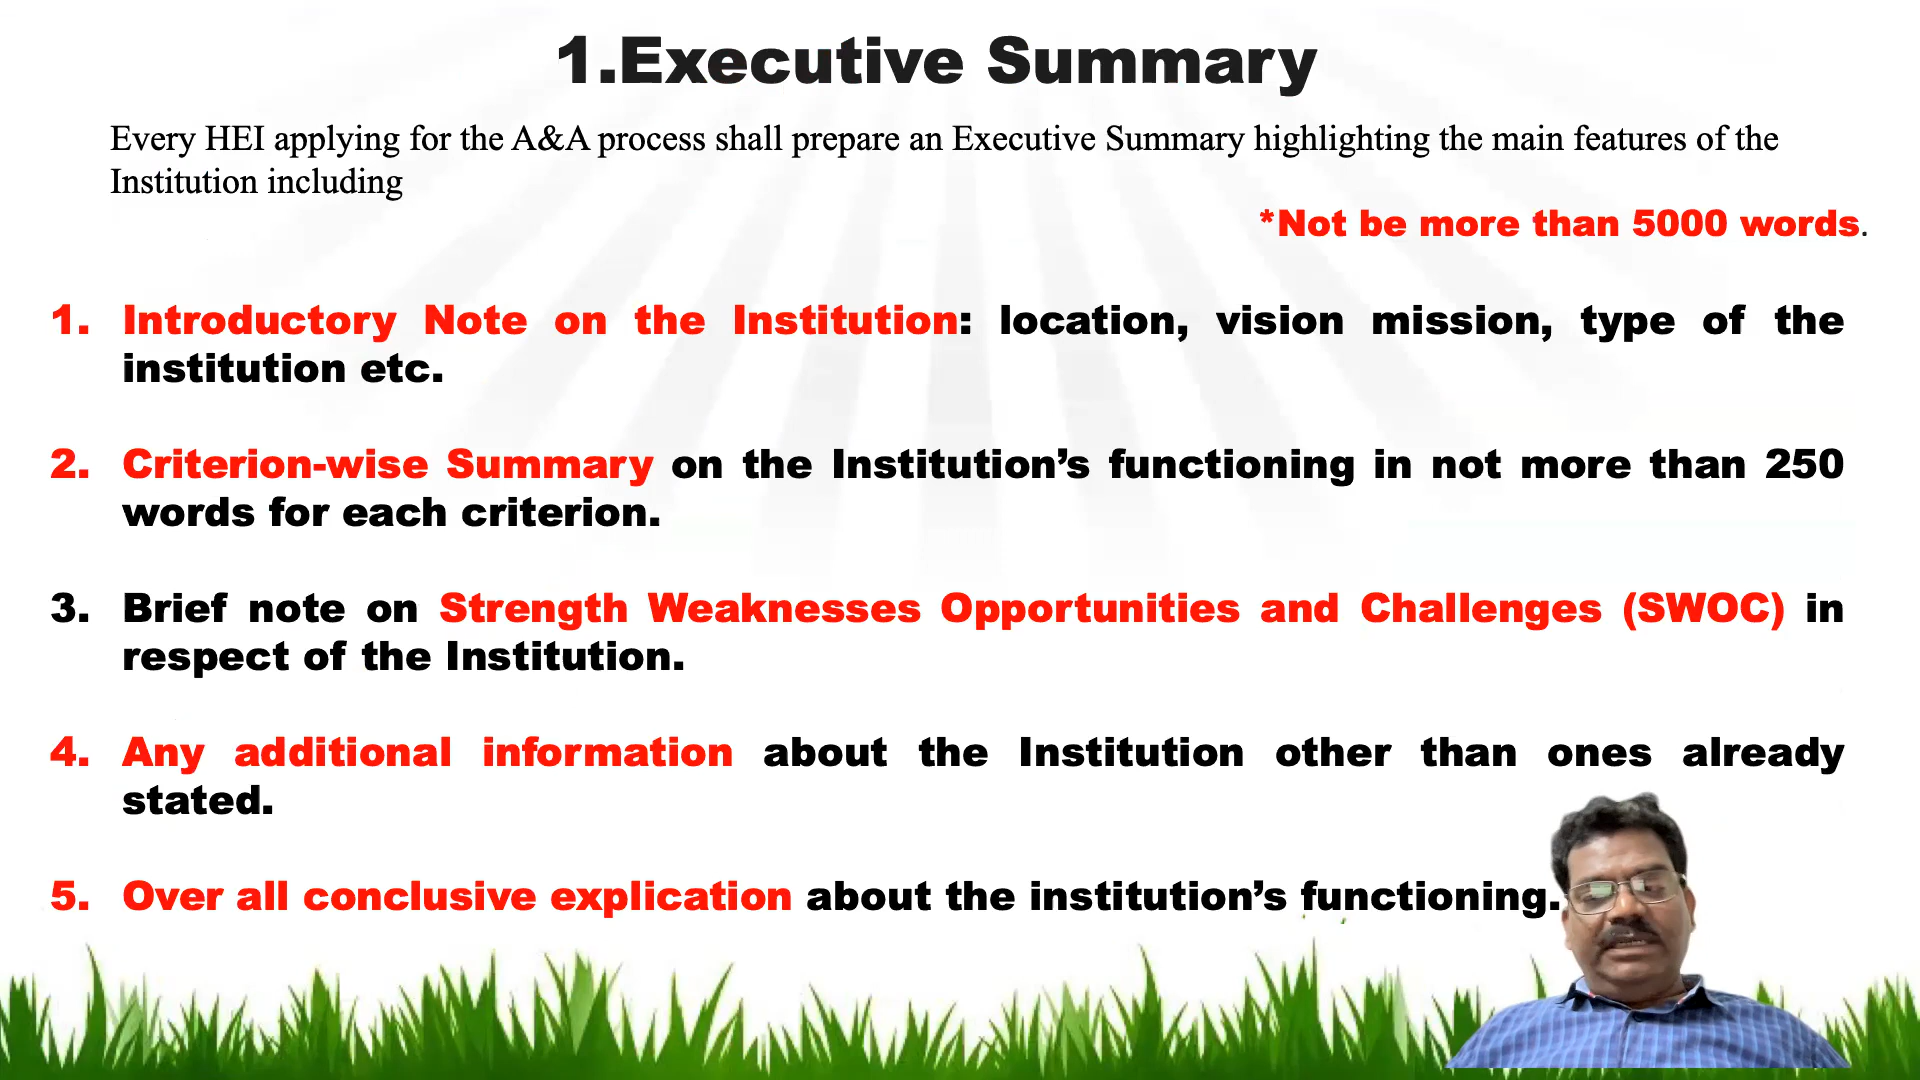 1.Executive Summary
Every HEI applying for the A&A process shall prepare an Executive Summary highlighting the main features of the
Institution including
*Not be more than 5000 words.
1. Introductory Note on the Institution: location, vision mission, type of the
institution etc.
2. Criterion-wise Summary on the Institution’s functioning in not more than 250
words for each criterion.
3. Brief note on Strength Weaknesses Opportunities and Challenges (SWOC) in
respect of the Institution.
4. Any additional information about the Institution other than ones already
stated.
5. Over all conclusive explication about the institution’s functioning.